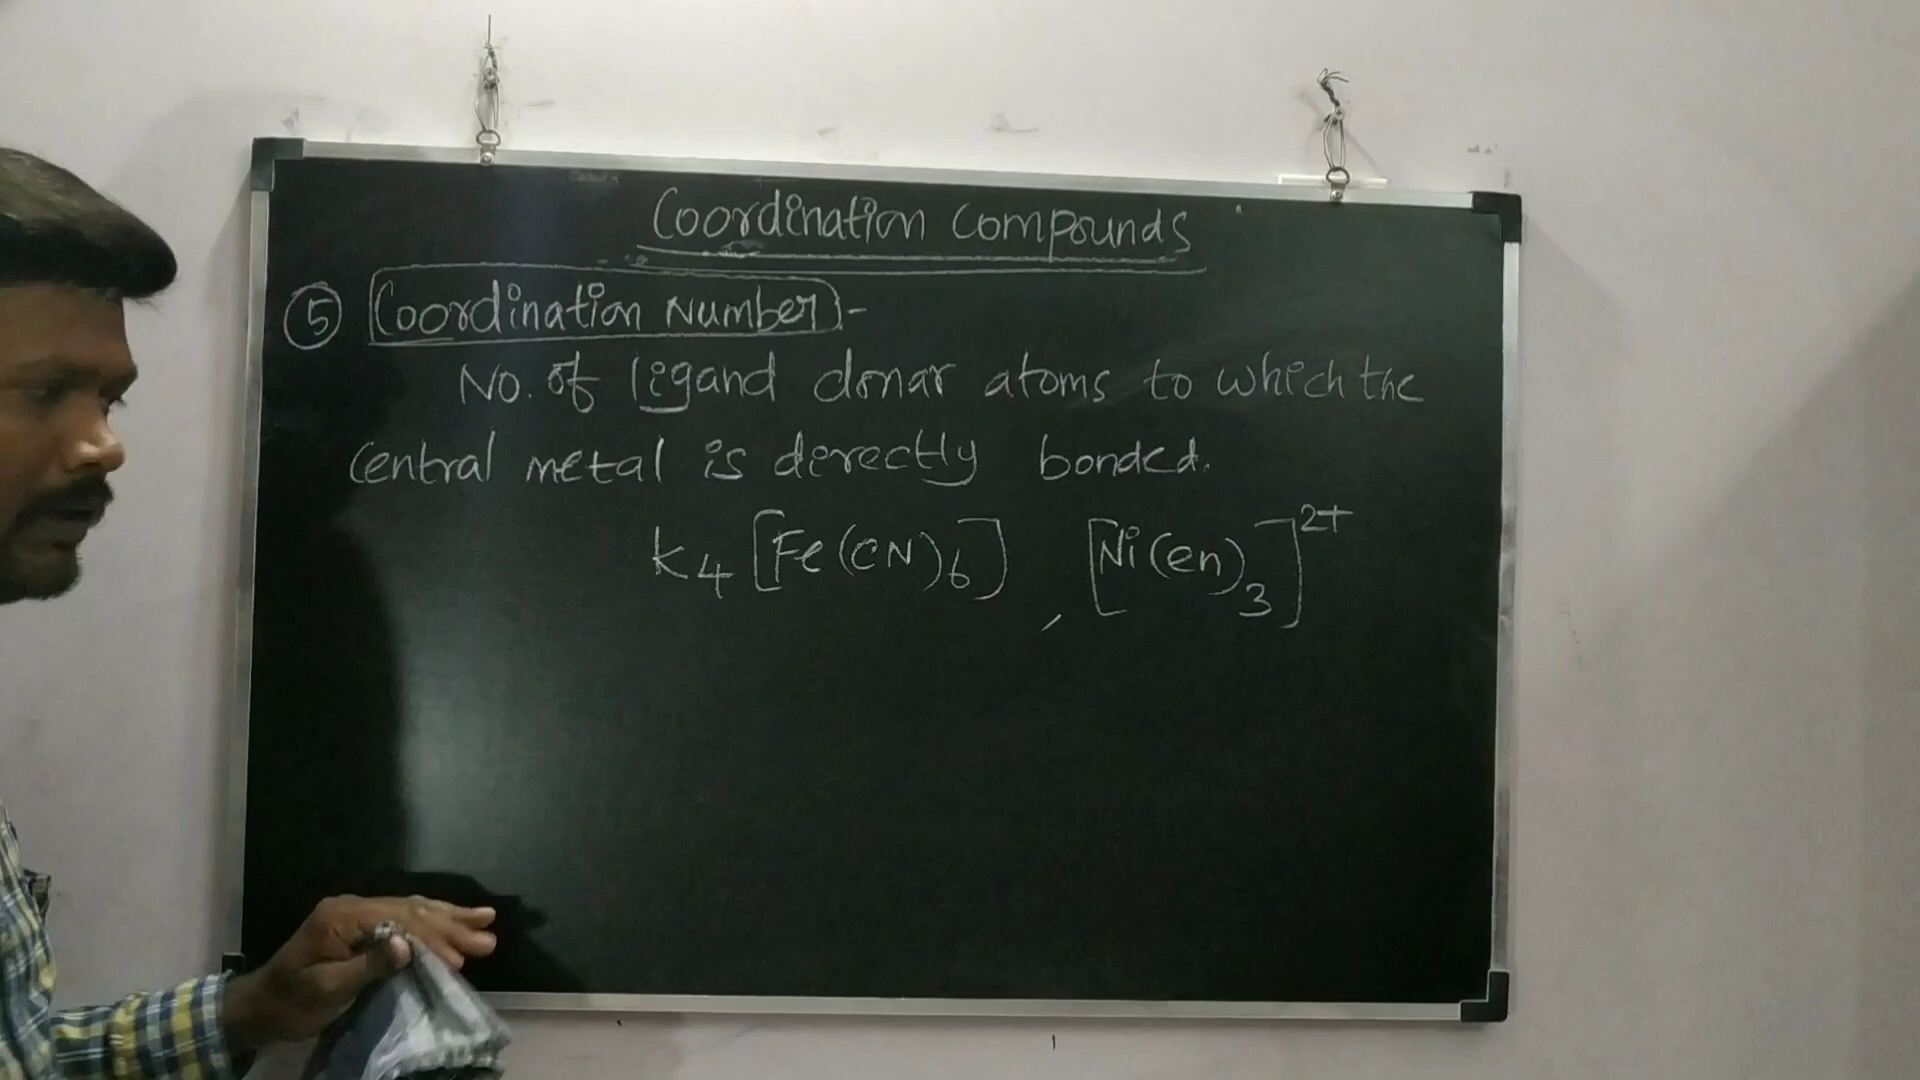 Coordination Compounds
⑤ Coordination Number :-
No. of ligand donar atoms to which the
central metal is derectly bonded.
K₄[Fe(CN)₆] , [Ni(en)₃]²⁺